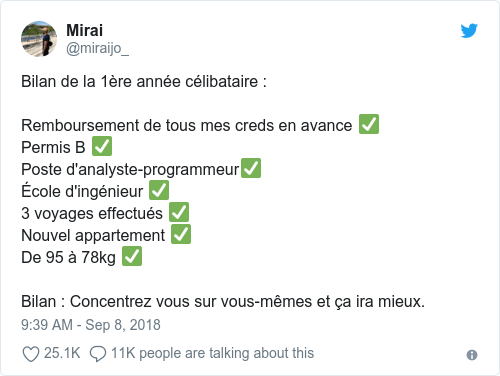 Mirai
@miraijo_
Bilan de la 1ère année célibataire :
Remboursement de tous mes creds en avance ✅
Permis B ✅
Poste d'analyste-programmeur✅
École d'ingénieur ✅
3 voyages effectués ✅
Nouvel appartement ✅
De 95 à 78kg ✅
Bilan : Concentrez vous sur vous-mêmes et ça ira mieux.
9:39 AM - Sep 8, 2018
25.1K 11K people are talking about this